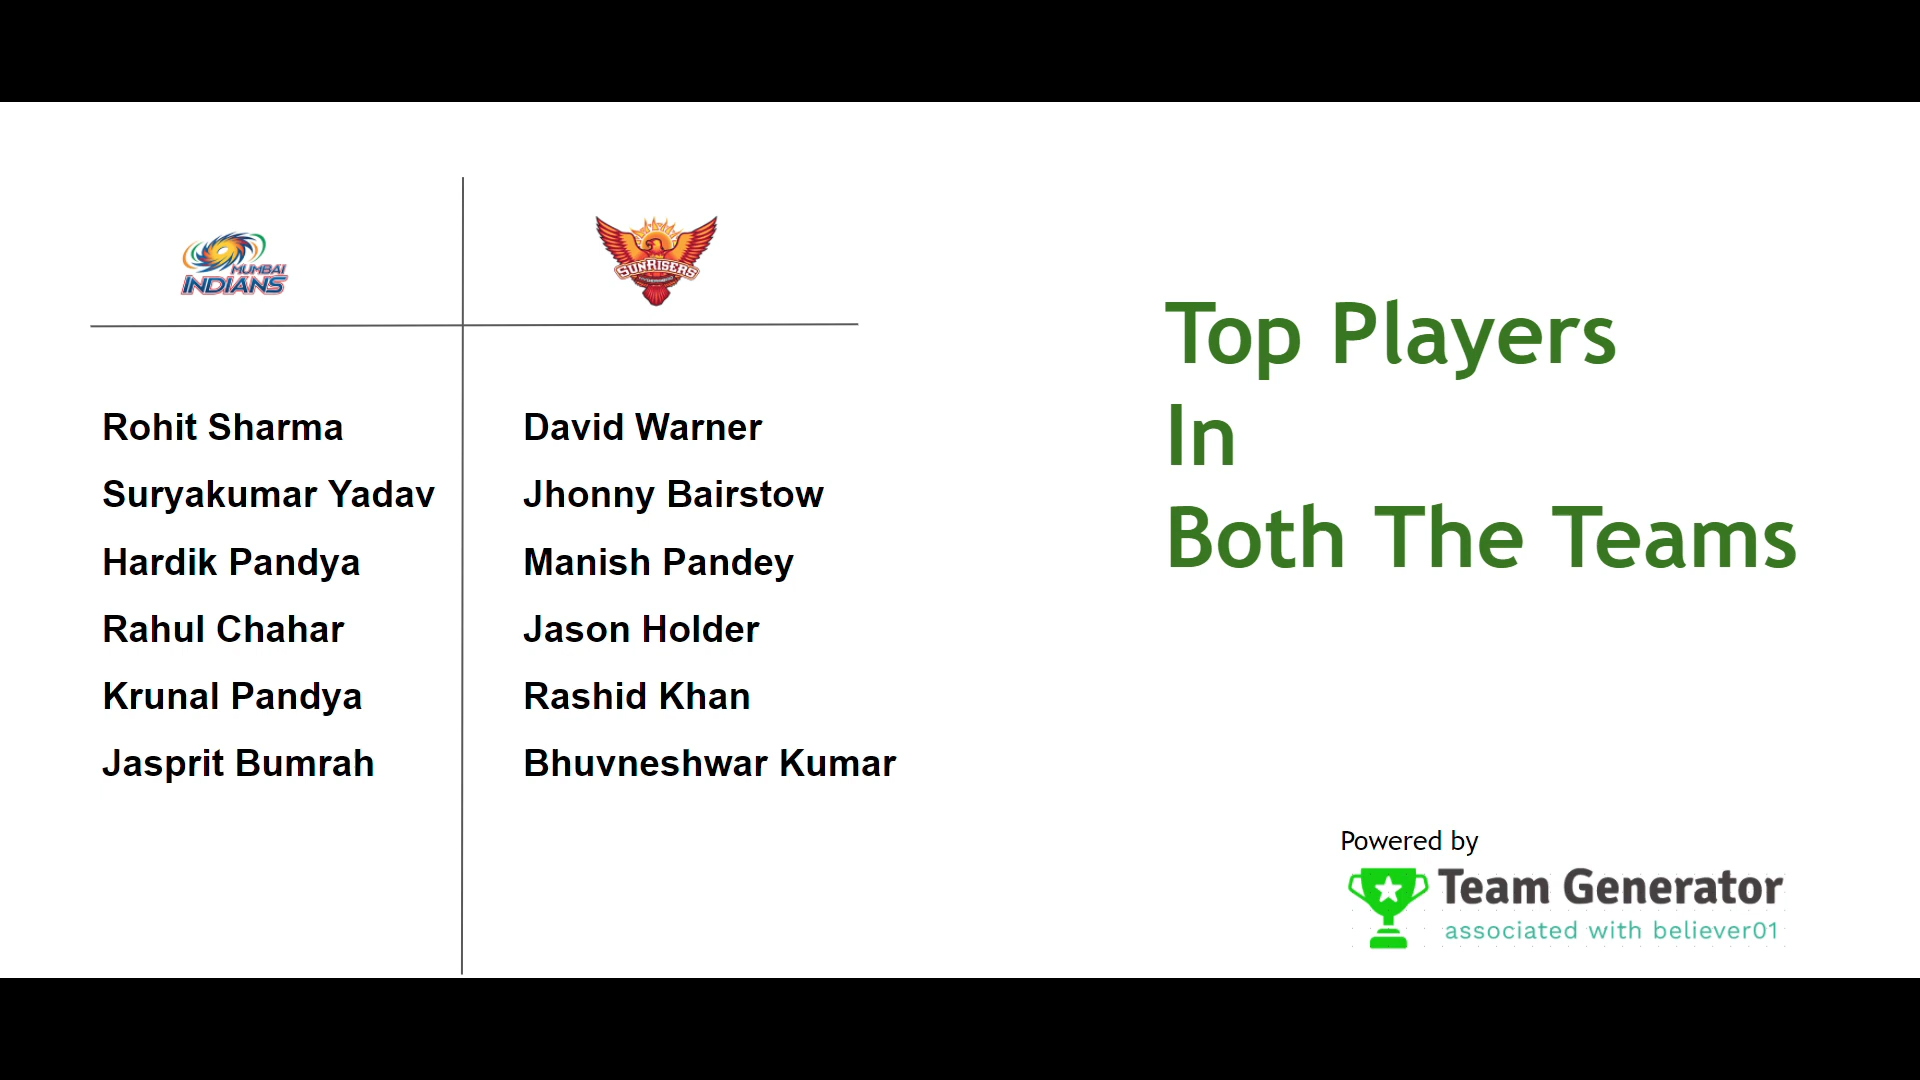 MUMBAI
INDIANS
SUNRISERS
Rohit Sharma
Suryakumar Yadav
Hardik Pandya
Rahul Chahar
Krunal Pandya
Jasprit Bumrah
David Warner
Jhonny Bairstow
Manish Pandey
Jason Holder
Rashid Khan
Bhuvneshwar Kumar
Top Players
In
Both The Teams
Powered by
Team Generator
associated with believer01